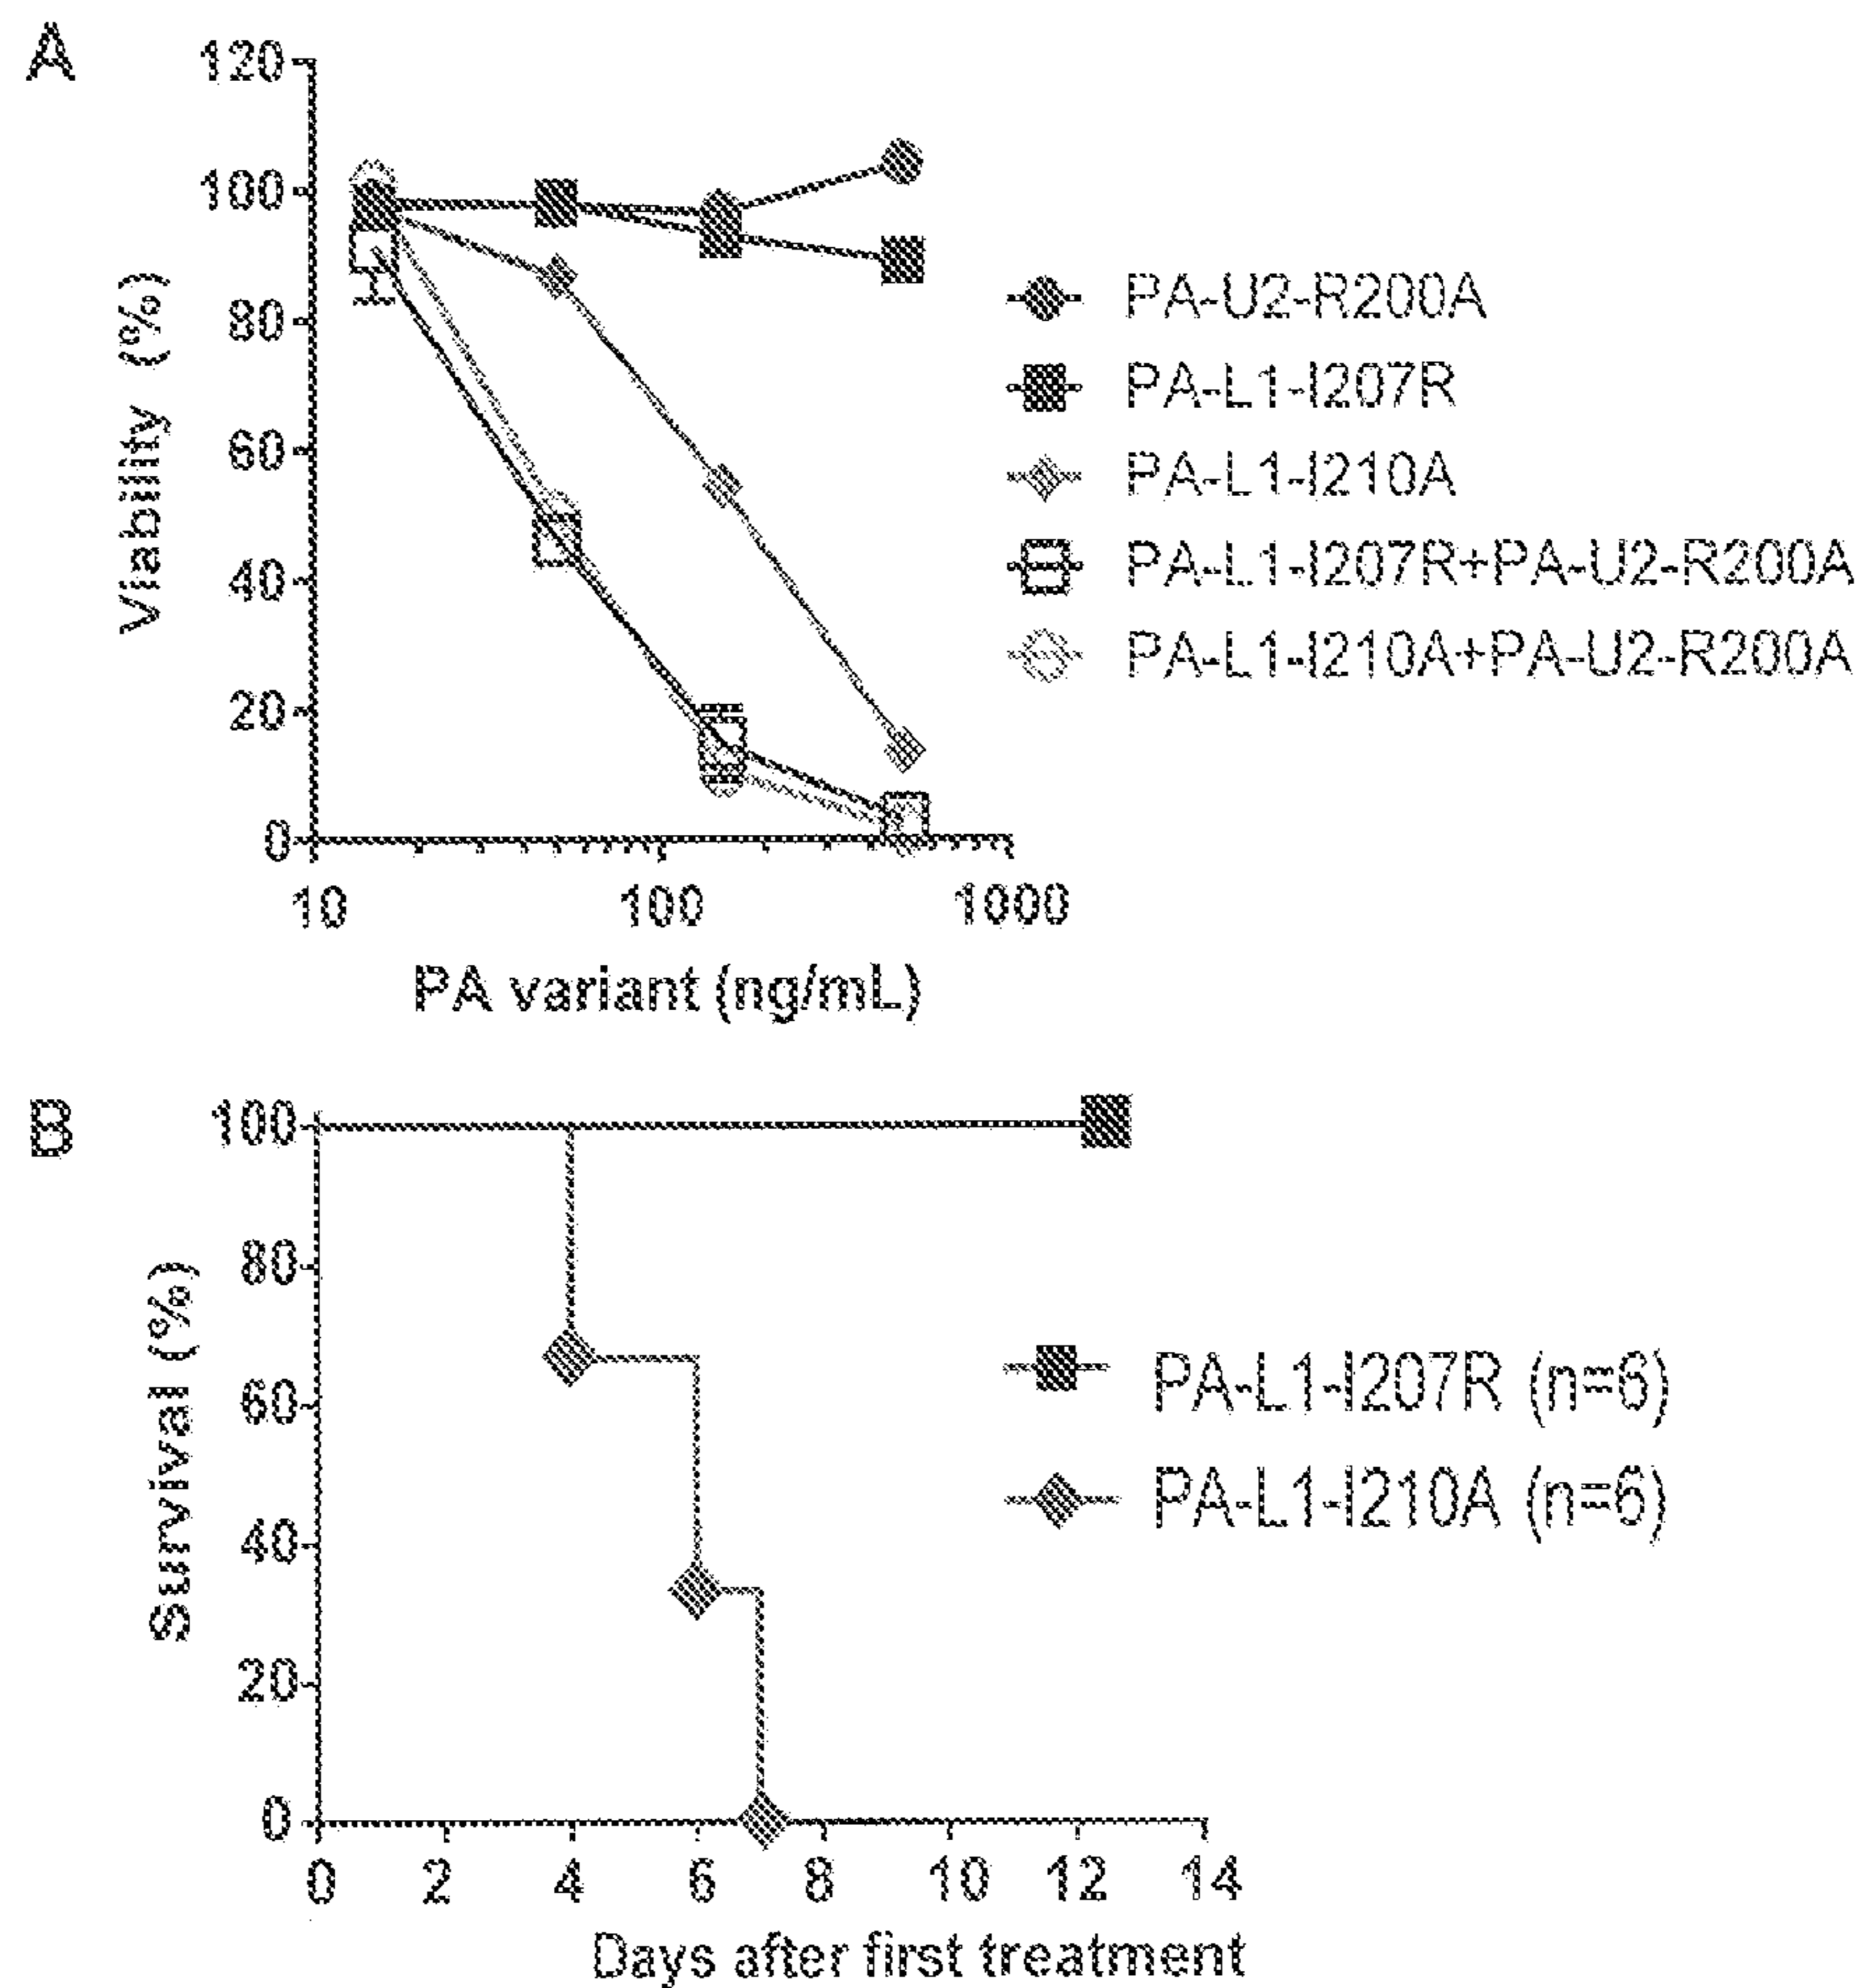 A
120
100
80
60
40
20
0
Viability (%)
10 100 1000
PA variant (ng/mL)
PA-U2-R200A
PA-L1-I207R
PA-L1-I210A
PA-L1-I207R+PA-U2-R200A
PA-L1-I210A+PA-U2-R200A
B
100
80
60
40
20
0
Survival (%)
0 2 4 6 8 10 12 14
Days after first treatment
PA-L1-I207R (n=6)
PA-L1-I210A (n=6)